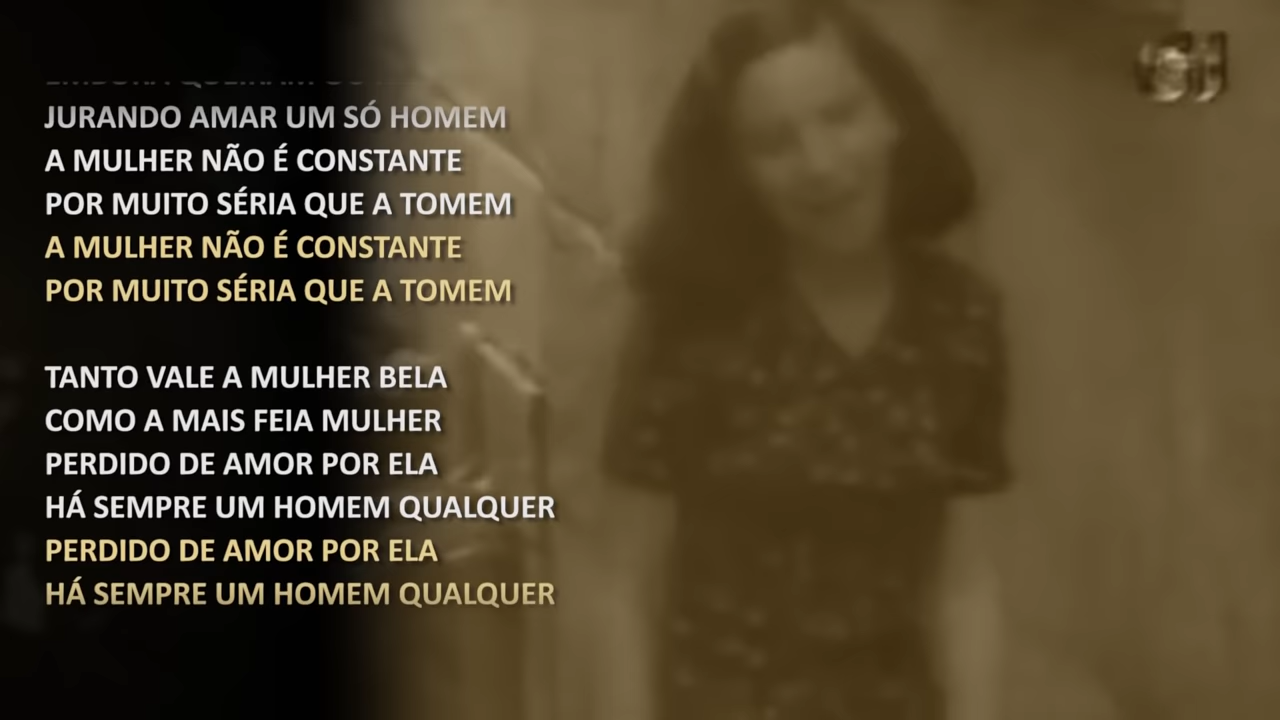 JURANDO AMAR UM SÓ HOMEM
A MULHER NÃO É CONSTANTE
POR MUITO SÉRIA QUE A TOMEM
A MULHER NÃO É CONSTANTE
POR MUITO SÉRIA QUE A TOMEM
TANTO VALE A MULHER BELA
COMO A MAIS FEIA MULHER
PERDIDO DE AMOR POR ELA
HÁ SEMPRE UM HOMEM QUALQUER
PERDIDO DE AMOR POR ELA
HÁ SEMPRE UM HOMEM QUALQUER